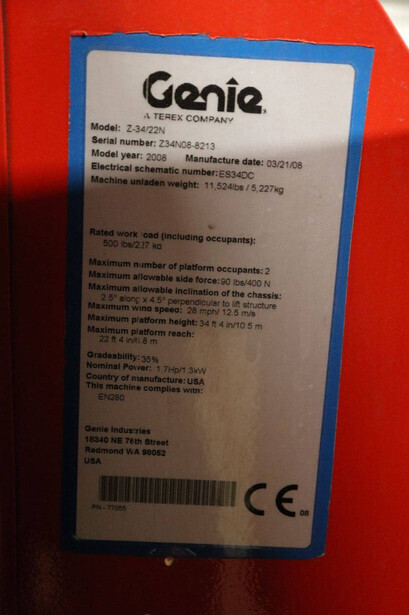 Genie
A TEREX COMPANY
Model: Z-34/22N
Serial number: Z34N08-8213
Model year: 2008 Manufacture date: 03/21/08
Electrical schematic number: ES34DC
Machine unladen weight: 11,524lbs / 5,227kg
Rated work load (including occupants):
500 lbs/227 kg
Maximum number of platform occupants: 2
Maximum allowable side force: 90 lbs/400 N
Maximum allowable inclination of the chassis:
2.5° along x 4.5° perpendicular to lift structure
Maximum wind speed: 28 mph/ 12.5 m/s
Maximum platform height: 34 ft 4 in/10.5 m
Maximum platform reach:
22 ft 4 in/6.8 m
Gradeability: 35%
Nominal Power: 1.7Hp/1.3kW
Country of manufacture: USA
This machine complies with:
EN280
Genie Industries
18340 NE 76th Street
Redmond WA 98052
USA
PN - 77055
CE 08